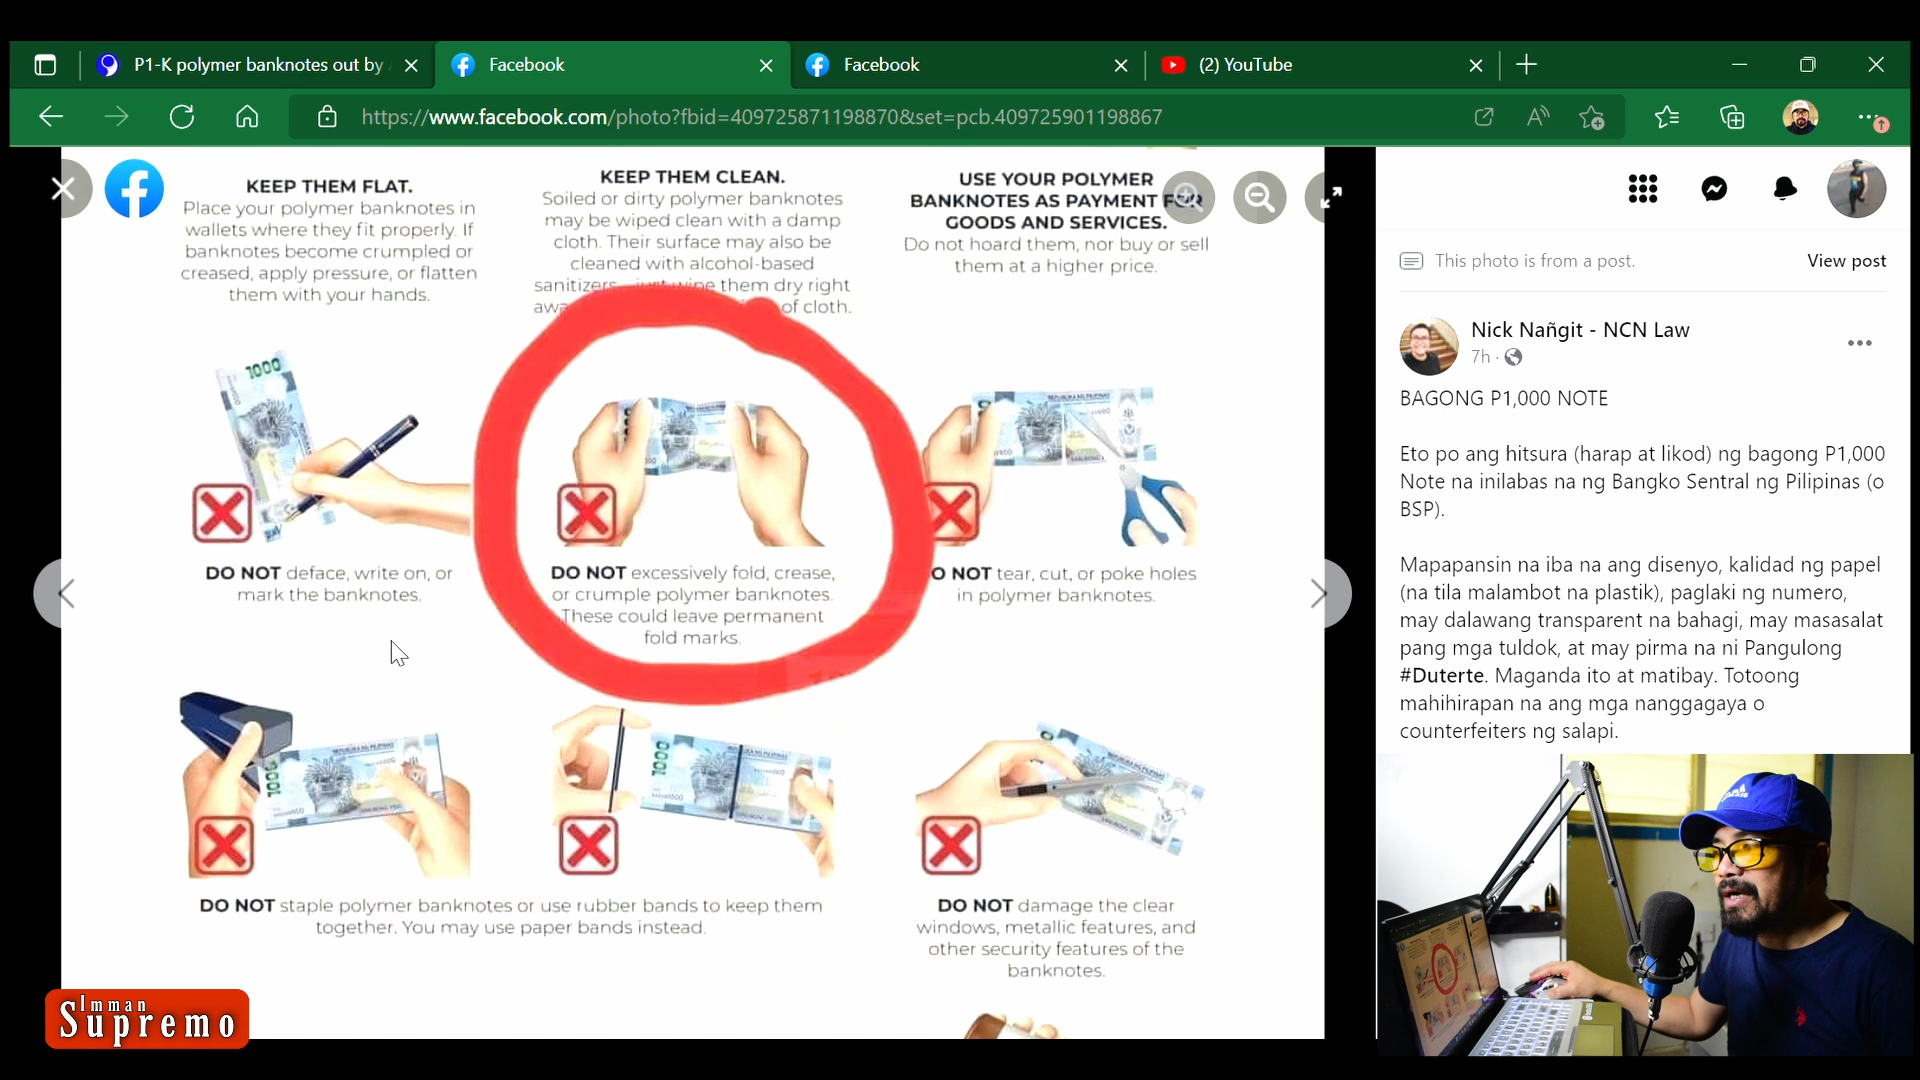 P1-K polymer banknotes out by
Facebook
Facebook
(2) YouTube
https://www.facebook.com/photo?fbid=409725871198870&set=pcb.409725901198867
KEEP THEM FLAT.
Place your polymer banknotes in
wallets where they fit properly. If
banknotes become crumpled or
creased, apply pressure, or flatten
them with your hands.
KEEP THEM CLEAN.
Soiled or dirty polymer banknotes
may be wiped clean with a damp
cloth. Their surface may also be
cleaned with alcohol-based
sanitizers just wipe them dry right
of cloth.
USE YOUR POLYMER
BANKNOTES AS PAYMENT FOR
GOODS AND SERVICES.
Do not hoard them, nor buy or sell
them at a higher price.
1000
DO NOT deface, write on, or
mark the banknotes.
DO NOT excessively fold, crease,
or crumple polymer banknotes.
These could leave permanent
fold marks.
O NOT tear, cut, or poke holes
in polymer banknotes.
1000
1000
DO NOT staple polymer banknotes or use rubber bands to keep them
together. You may use paper bands instead.
DO NOT damage the clear
windows, metallic features, and
other security features of the
banknotes.
This photo is from a post.
View post
Nick Nañgit - NCN Law
7h ·
BAGONG P1,000 NOTE
Eto po ang hitsura (harap at likod) ng bagong P1,000
Note na inilabas na ng Bangko Sentral ng Pilipinas (o
BSP).
Mapapansin na iba na ang disenyo, kalidad ng papel
(na tila malambot na plastik), paglaki ng numero,
may dalawang transparent na bahagi, may masasalat
pang mga tuldok, at may pirma na ni Pangulong
#Duterte. Maganda ito at matibay. Totoong
mahihirapan na ang mga nanggagaya o
counterfeiters ng salapi.
Imman
Supremo